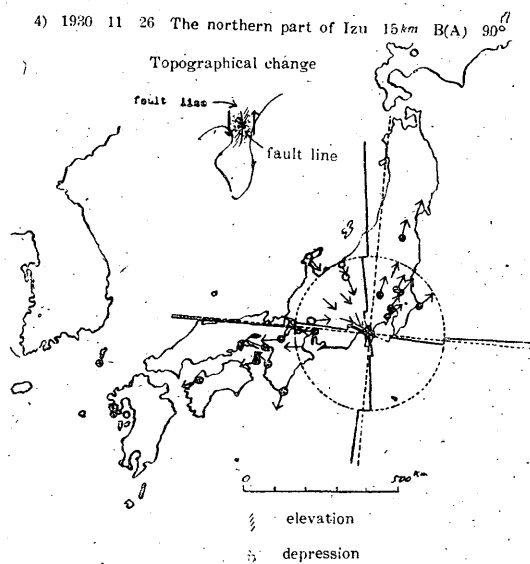 4) 1930 11 26 The northern part of Izu 15km B(A) 90°
Topographical change
fault line
fault line
0 500 Km
elevation
depression